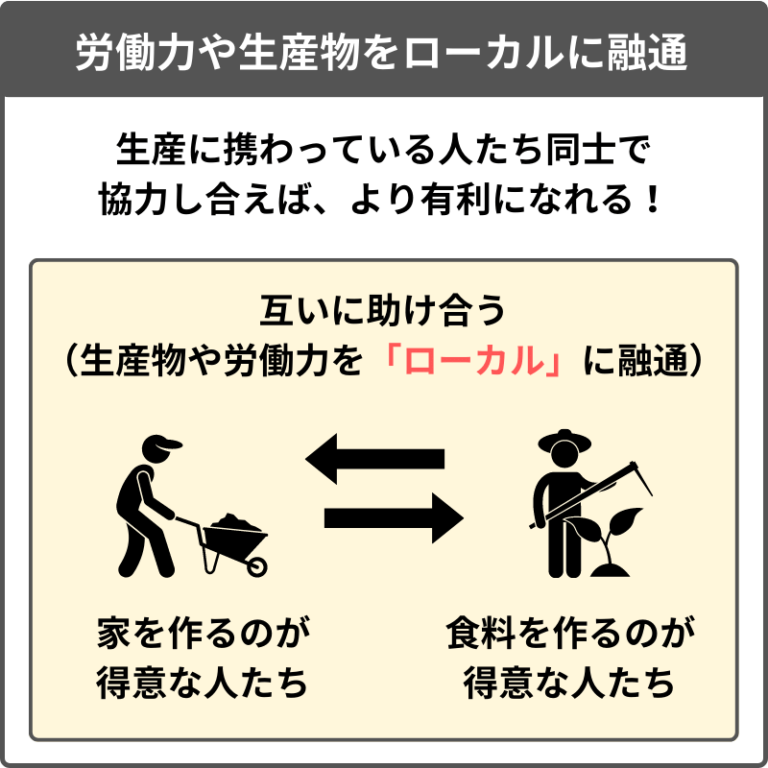 労働力や生産物をローカルに融通
生産に携わっている人たち同士で
協力し合えば、より有利になれる！
互いに助け合う
（生産物や労働力を「ローカル」に融通）
家を作るのが
得意な人たち
食料を作るのが
得意な人たち